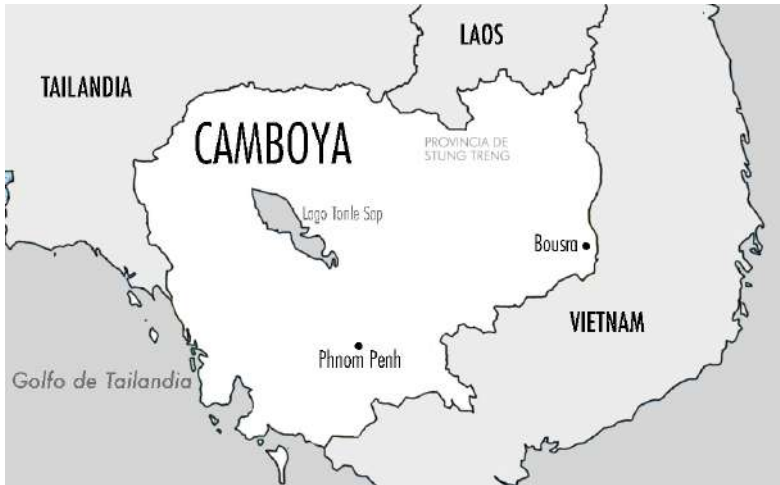 LAOS
TAILANDIA
CAMBOYA
PROVINCIA DE
STUNG TRENG
Lago Tonle Sap
Bousra
VIETNAM
Phnom Penh
Golfo de Tailandia